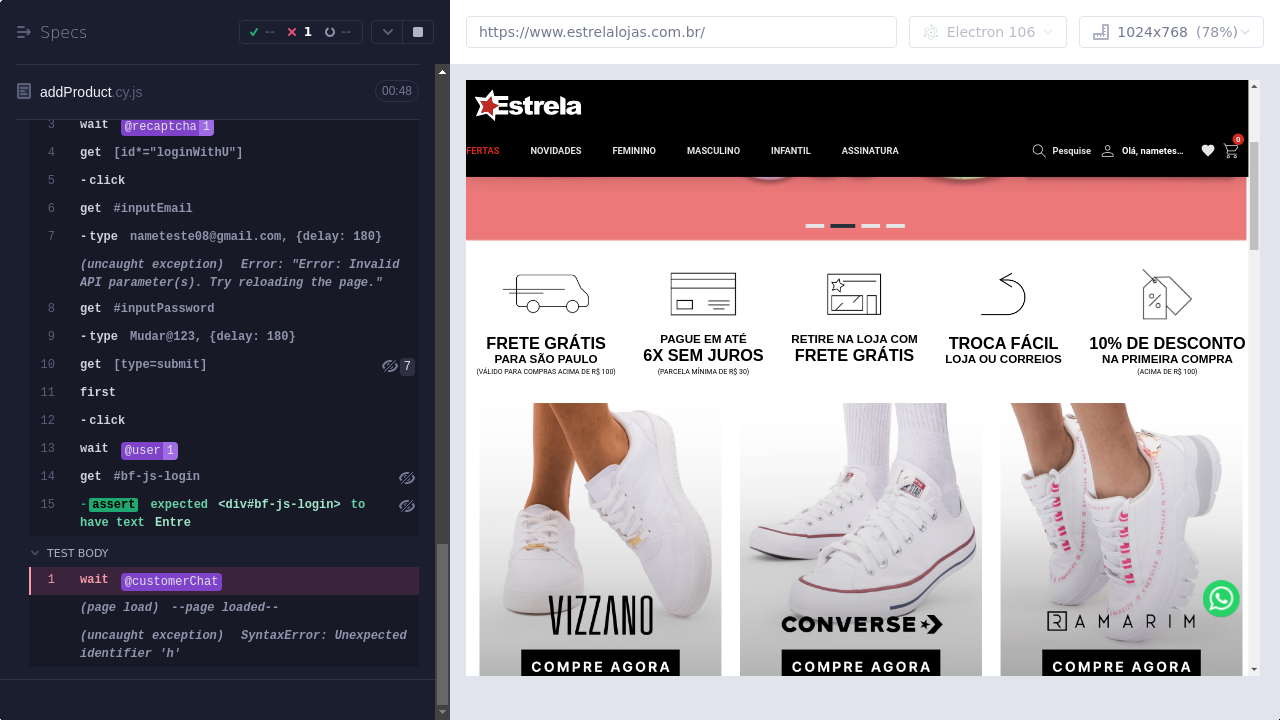 Specs
-- 1 --
addProduct.cy.js
00:48
3 wait @recaptcha 1
4 get [id*="loginWithU"]
5 -click
6 get #inputEmail
7 -type nameteste08@gmail.com, {delay: 180}
(uncaught exception) Error: "Error: Invalid
API parameter(s). Try reloading the page."
8 get #inputPassword
9 -type Mudar@123, {delay: 180}
10 get [type=submit] 7
11 first
12 -click
13 wait @user 1
14 get #bf-js-login
15 -assert expected <div#bf-js-login> to
have text Entre
TEST BODY
1 wait @customerChat
(page load) --page loaded--
(uncaught exception) SyntaxError: Unexpected
identifier 'h'
https://www.estrelalojas.com.br/
Electron 106
1024x768 (78%)
Estrela
FERTAS NOVIDADES FEMININO MASCULINO INFANTIL ASSINATURA Pesquise Olá, nametes... 0
FRETE GRÁTIS
PARA SÃO PAULO
(VÁLIDO PARA COMPRAS ACIMA DE R$ 100)
PAGUE EM ATÉ
6X SEM JUROS
(PARCELA MÍNIMA DE R$ 30)
RETIRE NA LOJA COM
FRETE GRÁTIS
TROCA FÁCIL
LOJA OU CORREIOS
10% DE DESCONTO
NA PRIMEIRA COMPRA
(ACIMA DE R$ 100)
VIZZANO
COMPRE AGORA
CONVERSE
COMPRE AGORA
RAMARIM
COMPRE AGORA